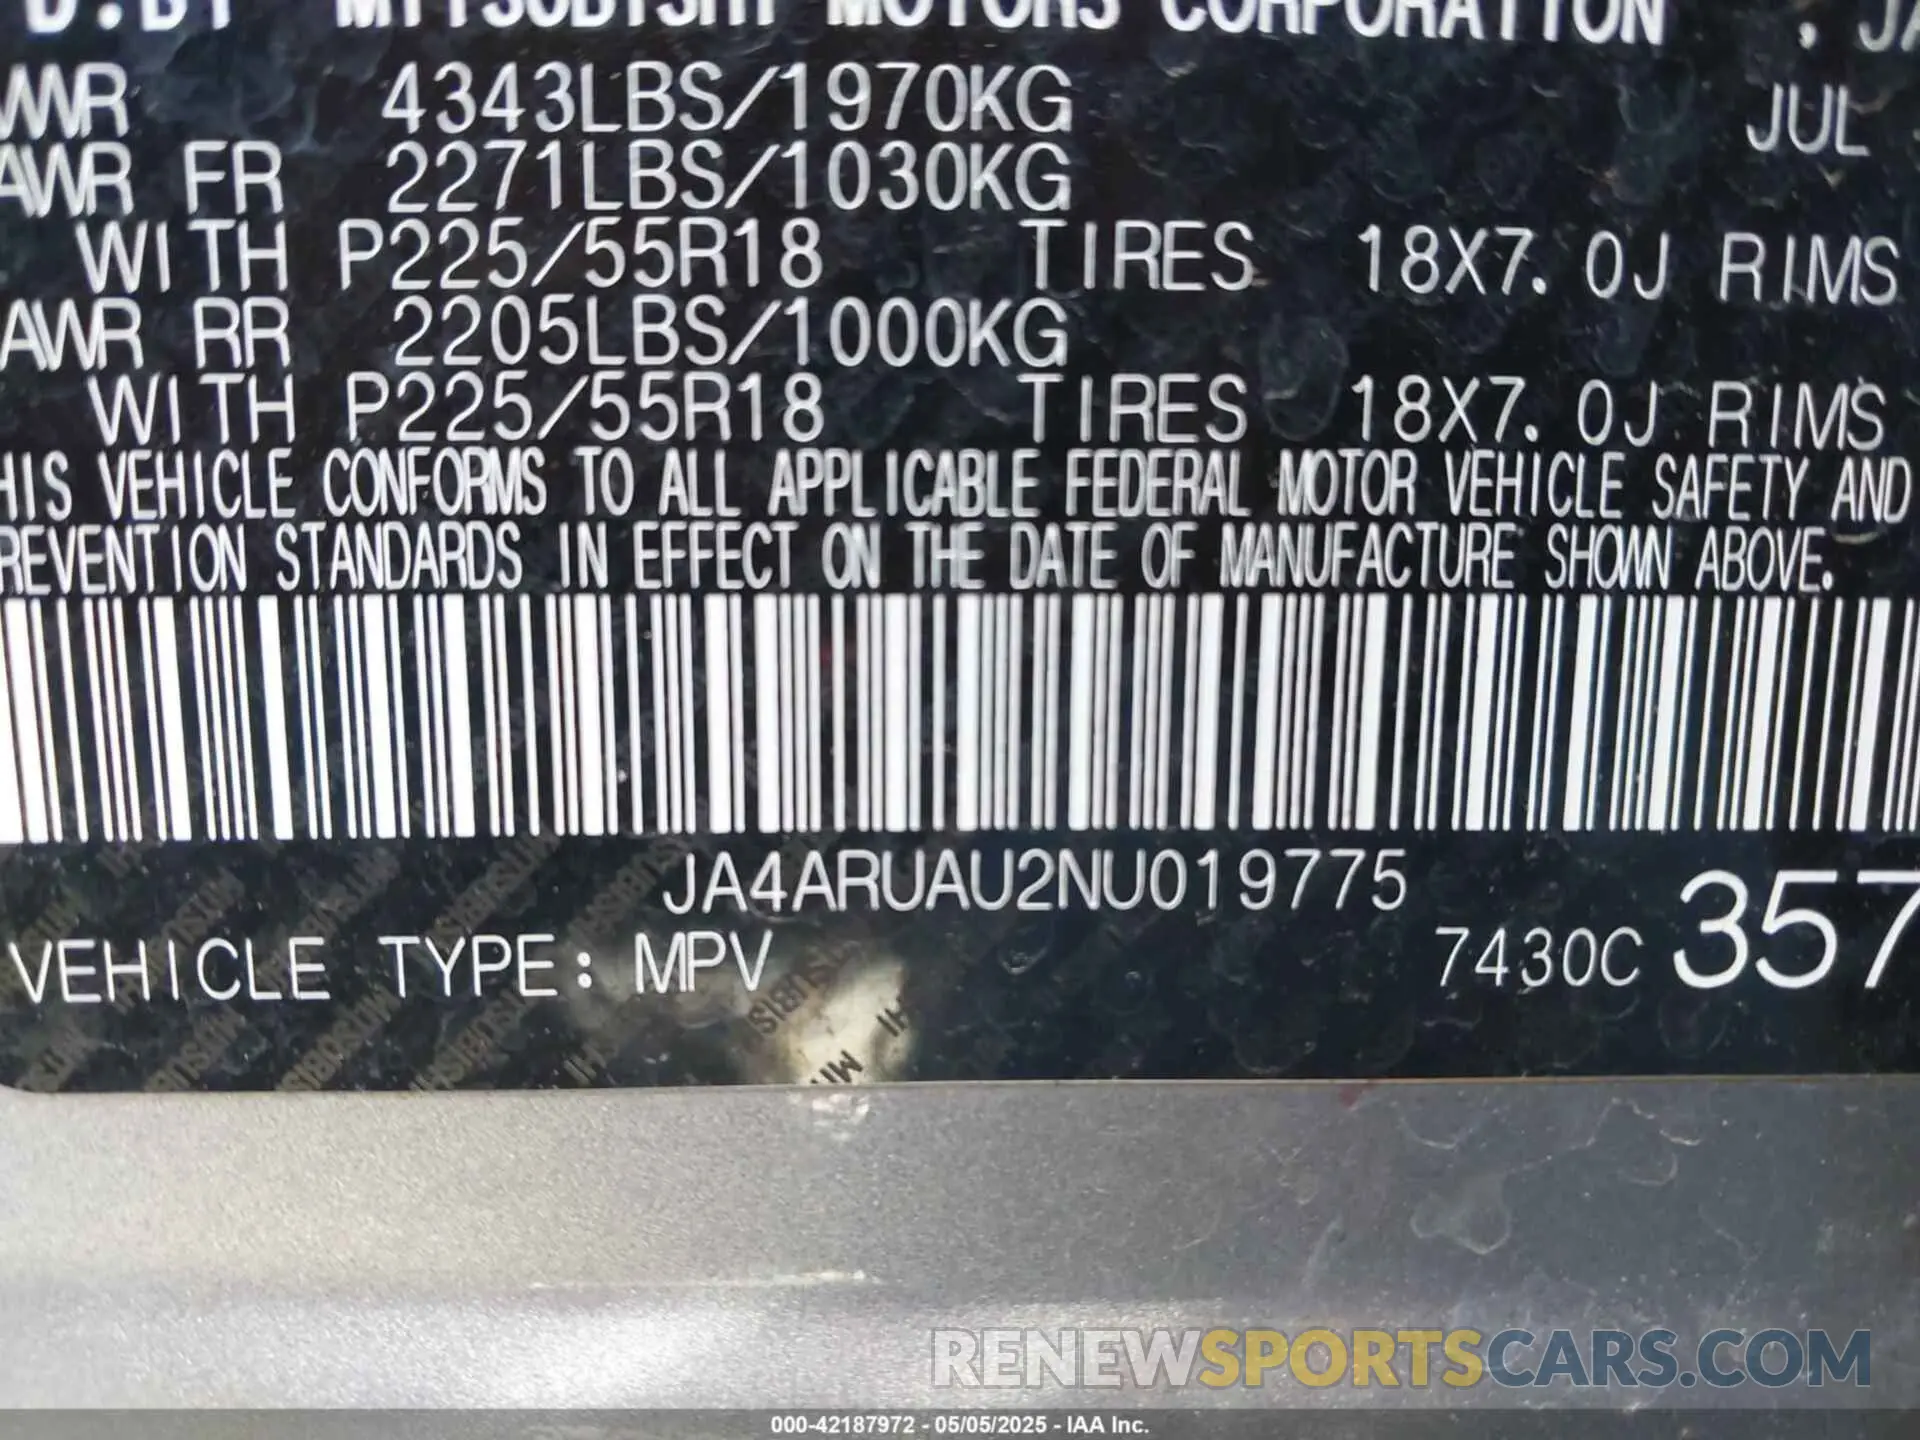 MITSUBISHI MOTORS CORPORATION , JA
WR 4343LBS/1970KG JUL
AWR FR 2271LBS/1030KG
WITH P225/55R18 TIRES 18X7.0J RIMS
AWR RR 2205LBS/1000KG
WITH P225/55R18 TIRES 18X7.0J RIMS
HIS VEHICLE CONFORMS TO ALL APPLICABLE FEDERAL MOTOR VEHICLE SAFETY AND
REVENTION STANDARDS IN EFFECT ON THE DATE OF MANUFACTURE SHOWN ABOVE.
JA4ARUAU2NU019775
VEHICLE TYPE: MPV 7430C 357
RENEWSPORTSCARS.COM
000-42187972 - 05/05/2025 - IAA Inc.